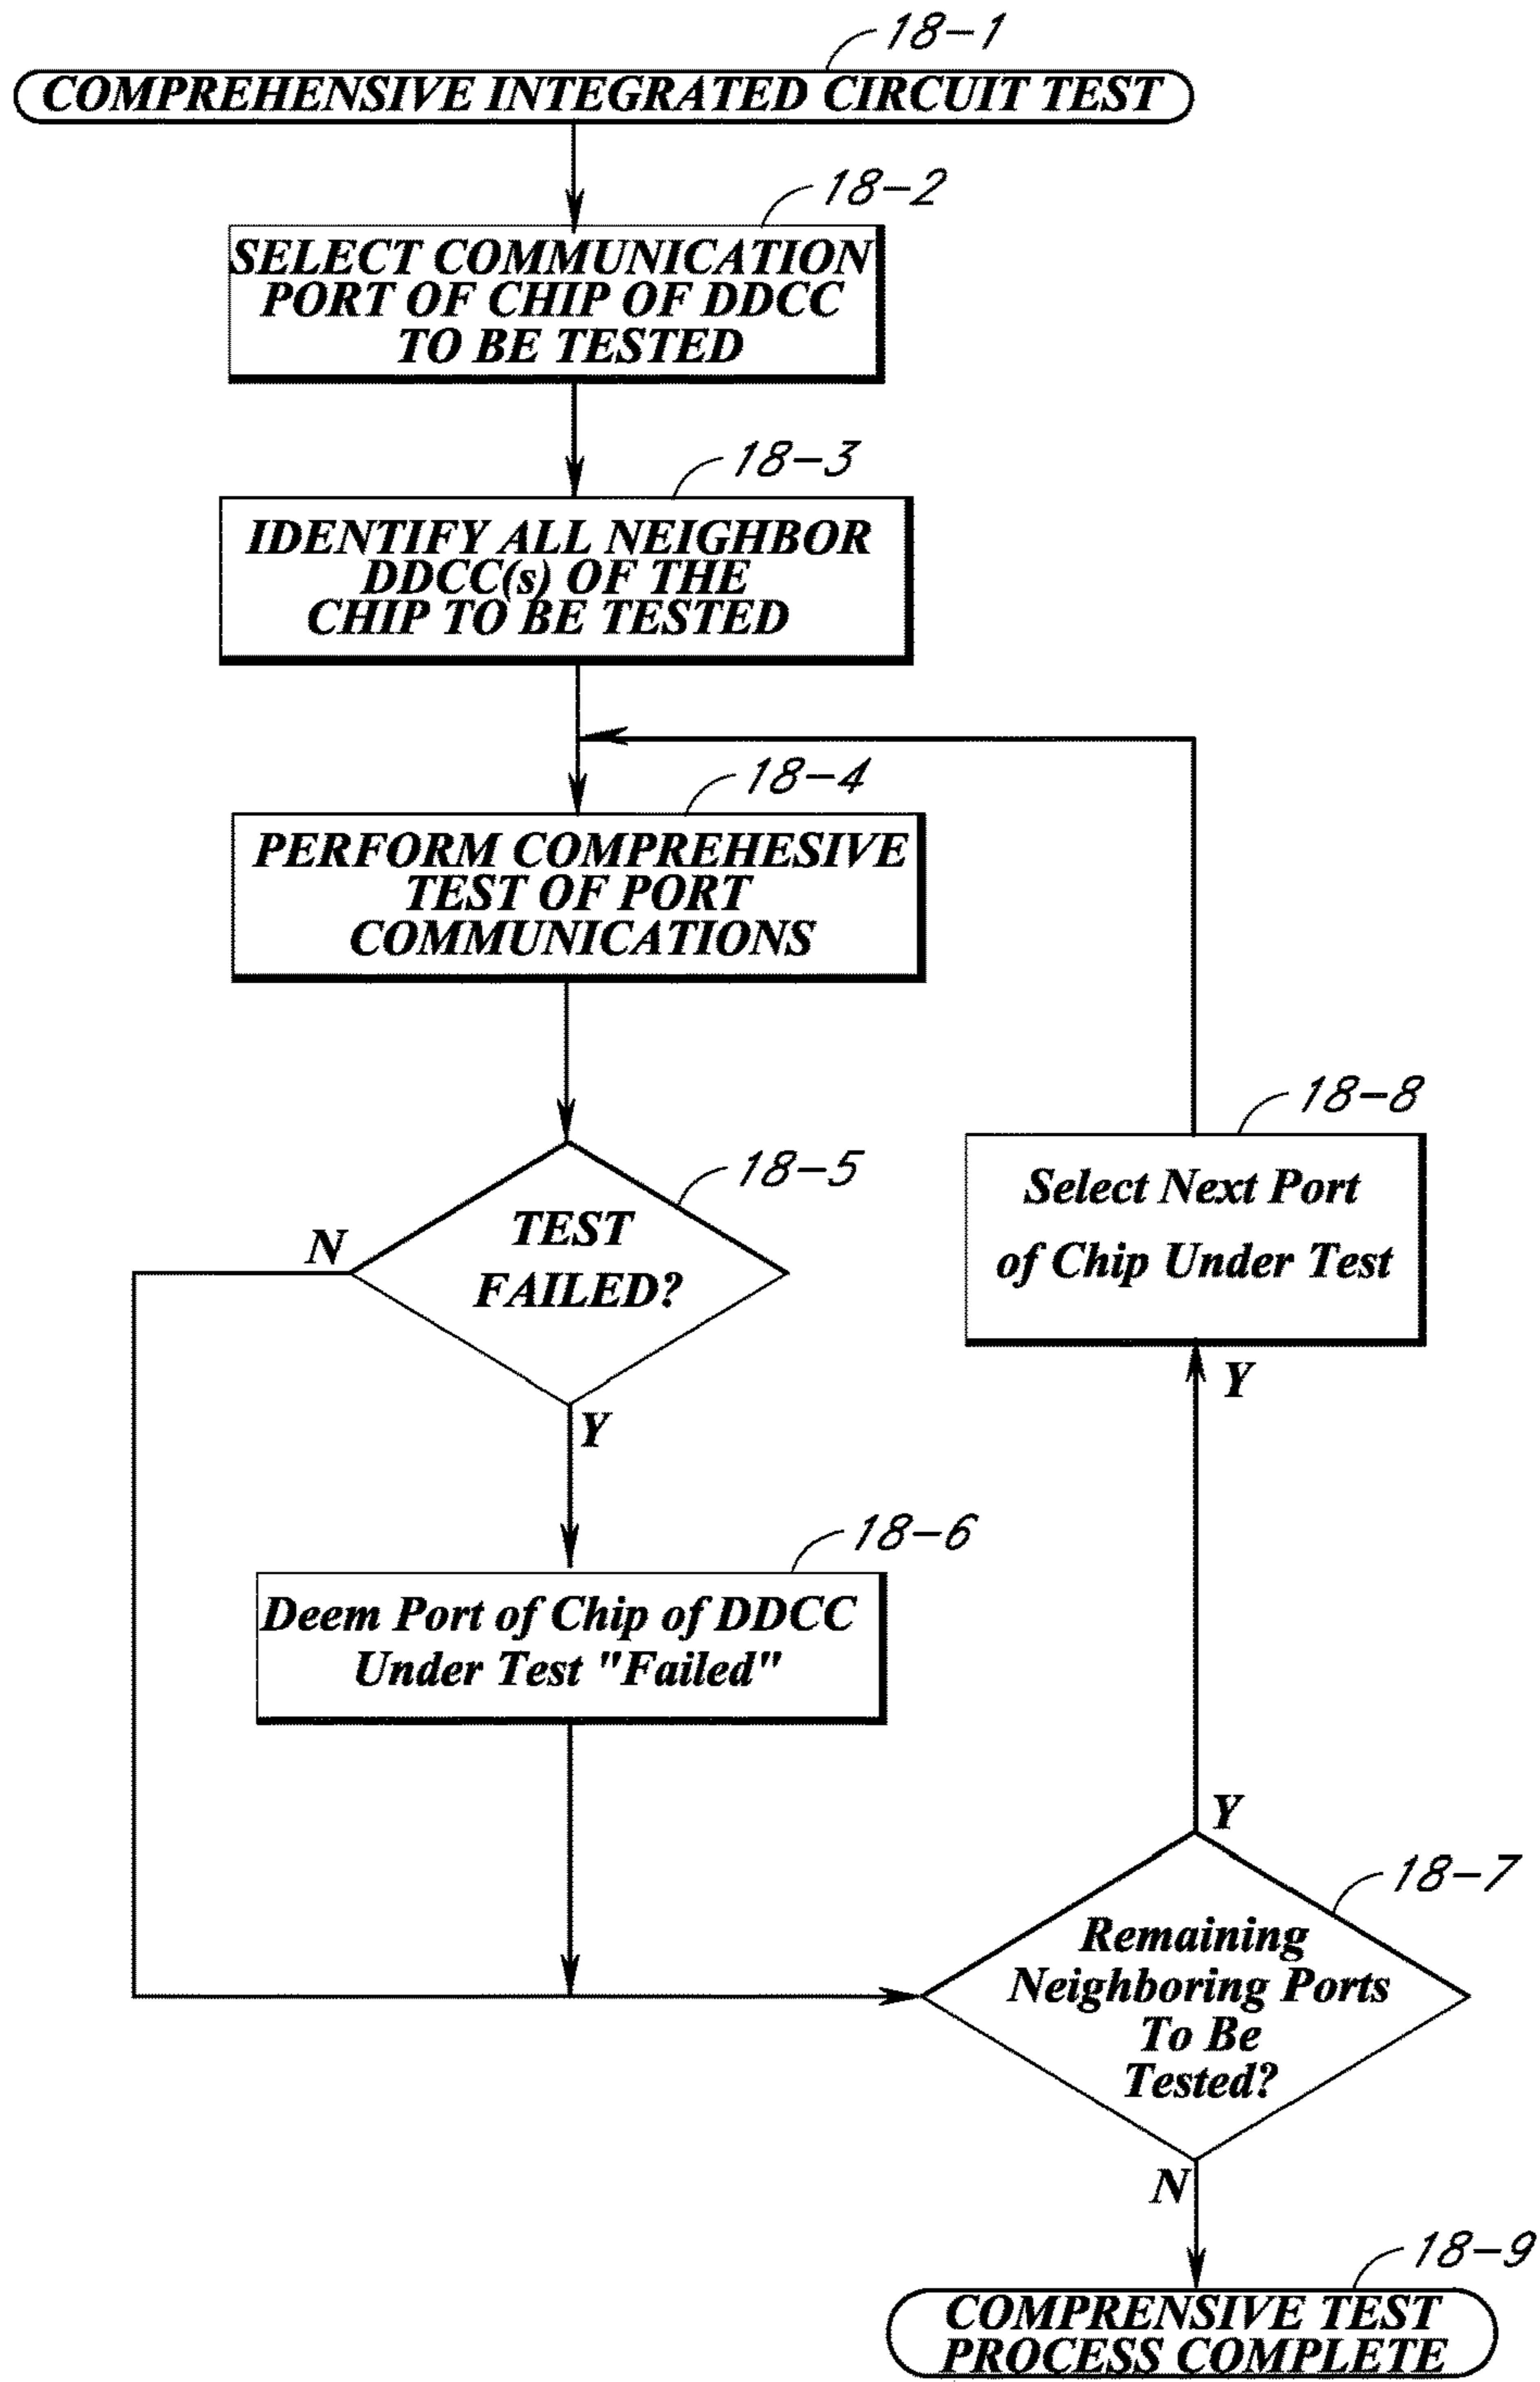 18-1
COMPREHENSIVE INTEGRATED CIRCUIT TEST
18-2
SELECT COMMUNICATION
PORT OF CHIP OF DDCC
TO BE TESTED
18-3
IDENTIFY ALL NEIGHBOR
DDCC(s) OF THE
CHIP TO BE TESTED
18-4
PERFORM COMPREHESIVE
TEST OF PORT
COMMUNICATIONS
18-5
TEST
FAILED?
N
Y
18-8
Select Next Port
of Chip Under Test
Y
18-6
Deem Port of Chip of DDCC
Under Test "Failed"
Y
18-7
Remaining
Neighboring Ports
To Be
Tested?
N
18-9
COMPRENSIVE TEST
PROCESS COMPLETE